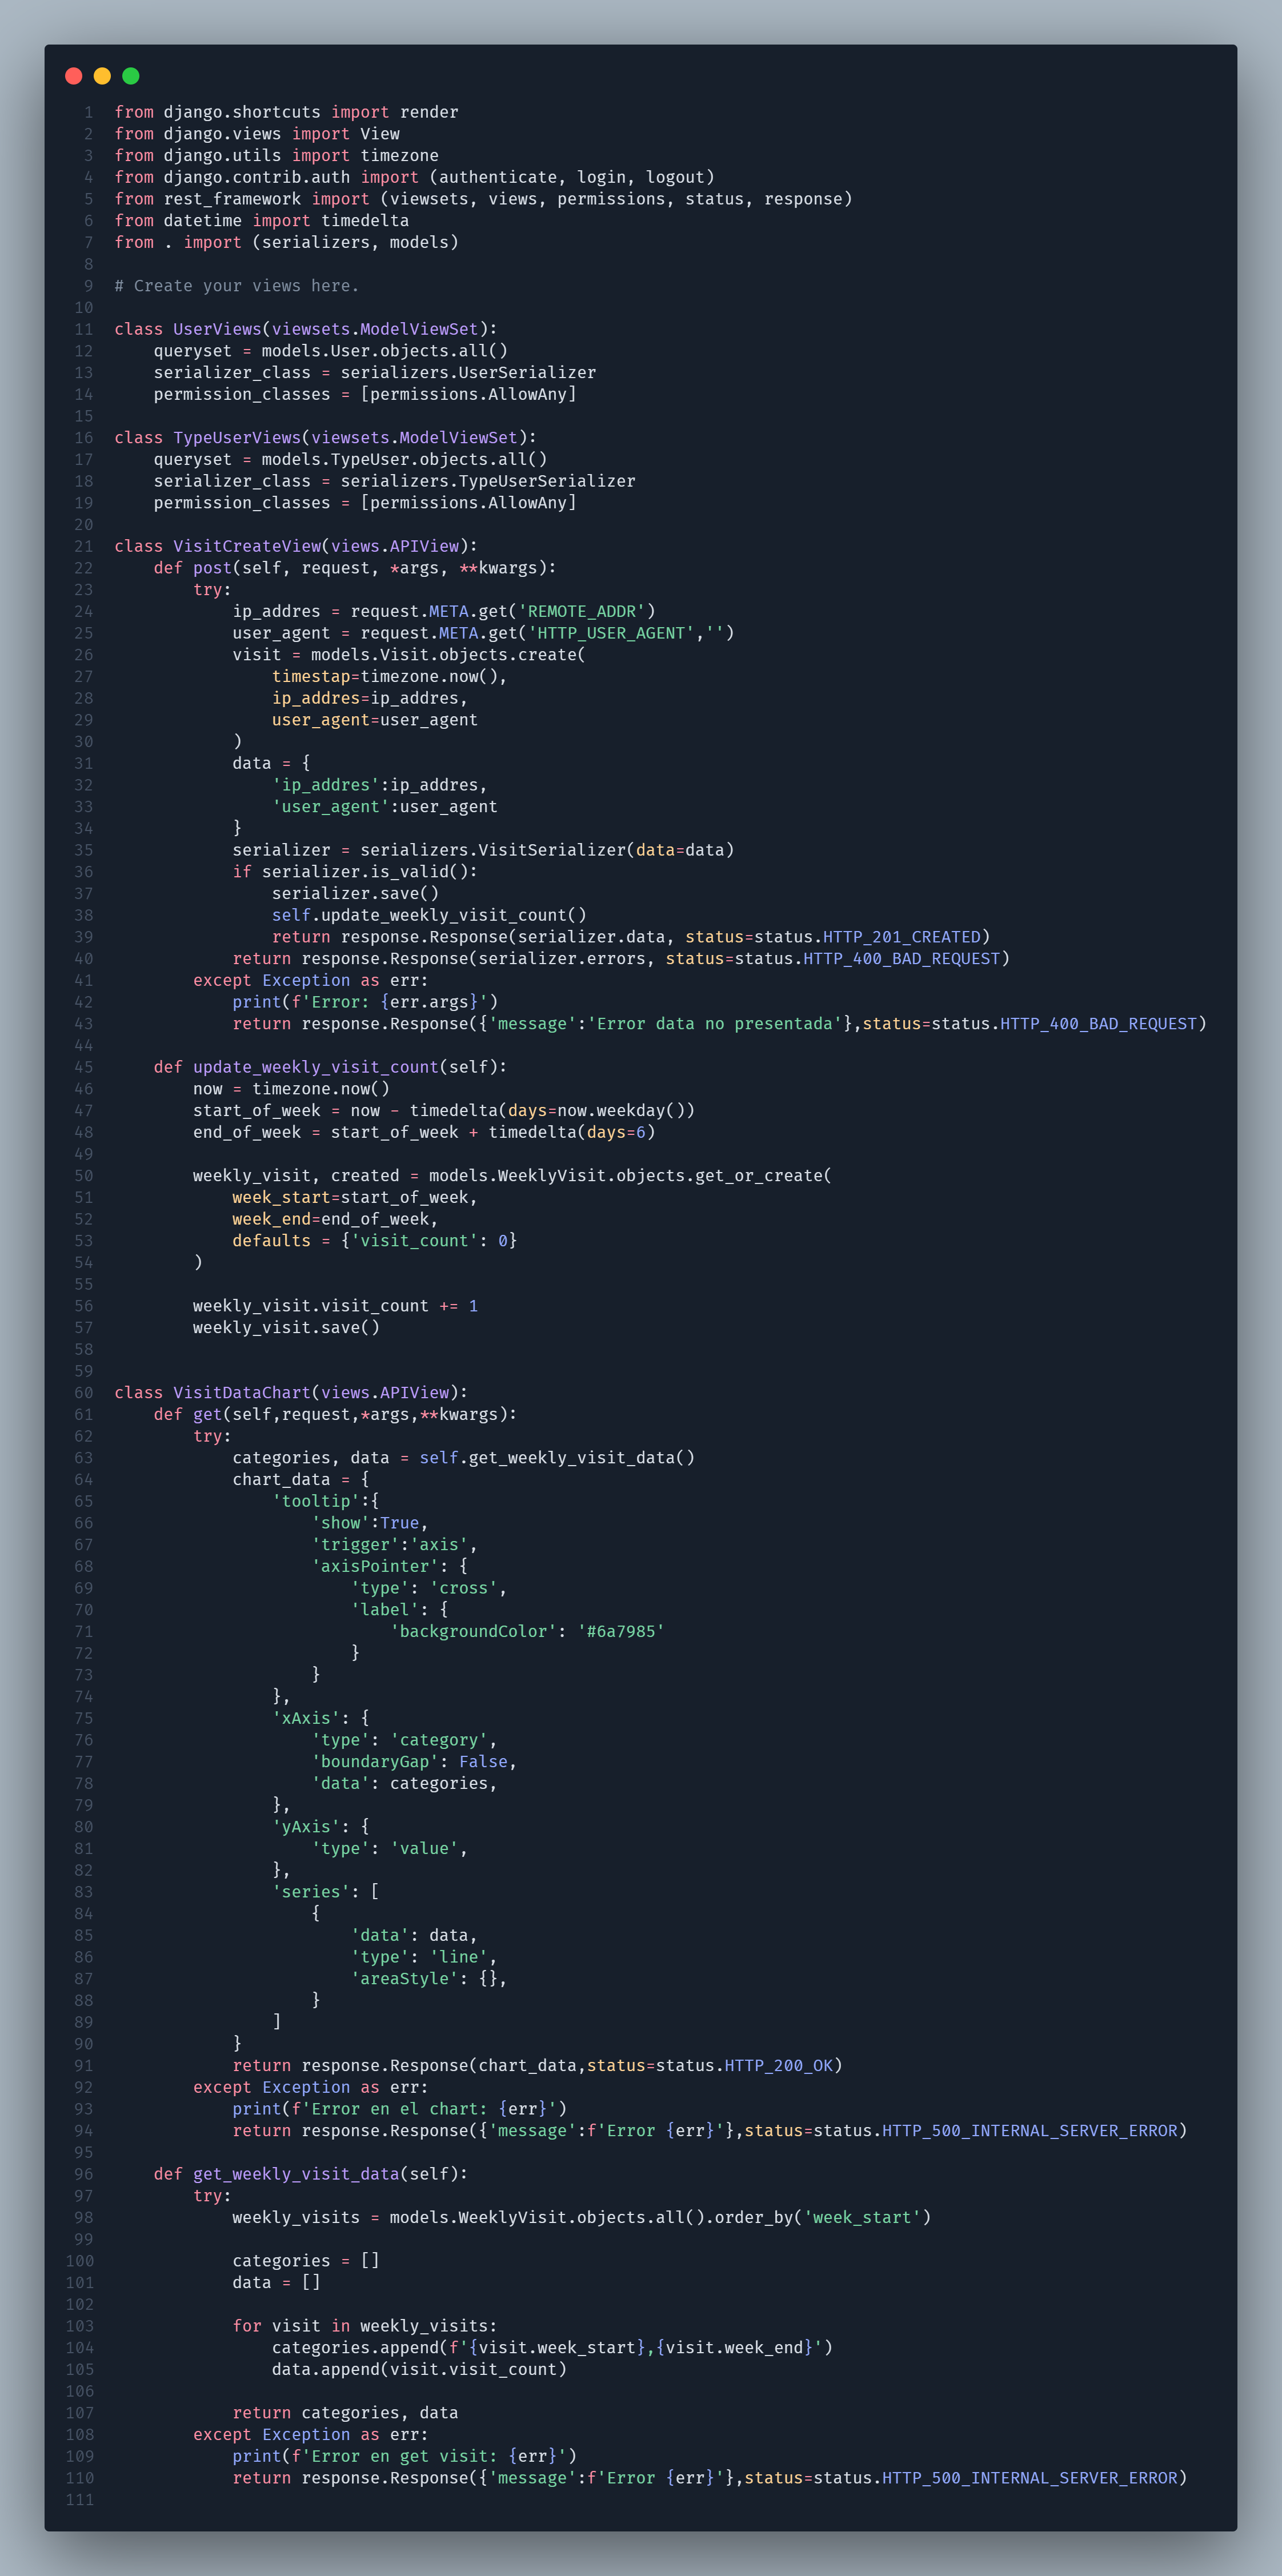 1 from django.shortcuts import render
2 from django.views import View
3 from django.utils import timezone
4 from django.contrib.auth import (authenticate, login, logout)
5 from rest_framework import (viewsets, views, permissions, status, response)
6 from datetime import timedelta
7 from . import (serializers, models)
8
9 # Create your views here.
10
11 class UserViews(viewsets.ModelViewSet):
12     queryset = models.User.objects.all()
13     serializer_class = serializers.UserSerializer
14     permission_classes = [permissions.AllowAny]
15
16 class TypeUserViews(viewsets.ModelViewSet):
17     queryset = models.TypeUser.objects.all()
18     serializer_class = serializers.TypeUserSerializer
19     permission_classes = [permissions.AllowAny]
20
21 class VisitCreateView(views.APIView):
22     def post(self, request, *args, **kwargs):
23         try:
24             ip_addres = request.META.get('REMOTE_ADDR')
25             user_agent = request.META.get('HTTP_USER_AGENT','')
26             visit = models.Visit.objects.create(
27                 timestap=timezone.now(),
28                 ip_addres=ip_addres,
29                 user_agent=user_agent
30             )
31             data = {
32                 'ip_addres':ip_addres,
33                 'user_agent':user_agent
34             }
35             serializer = serializers.VisitSerializer(data=data)
36             if serializer.is_valid():
37                 serializer.save()
38                 self.update_weekly_visit_count()
39                 return response.Response(serializer.data, status=status.HTTP_201_CREATED)
40             return response.Response(serializer.errors, status=status.HTTP_400_BAD_REQUEST)
41         except Exception as err:
42             print(f'Error: {err.args}')
43             return response.Response({'message':'Error data no presentada'},status=status.HTTP_400_BAD_REQUEST)
44
45     def update_weekly_visit_count(self):
46         now = timezone.now()
47         start_of_week = now - timedelta(days=now.weekday())
48         end_of_week = start_of_week + timedelta(days=6)
49
50         weekly_visit, created = models.WeeklyVisit.objects.get_or_create(
51             week_start=start_of_week,
52             week_end=end_of_week,
53             defaults = {'visit_count': 0}
54         )
55
56         weekly_visit.visit_count += 1
57         weekly_visit.save()
58
59
60 class VisitDataChart(views.APIView):
61     def get(self,request,*args,**kwargs):
62         try:
63             categories, data = self.get_weekly_visit_data()
64             chart_data = {
65                 'tooltip':{
66                     'show':True,
67                     'trigger':'axis',
68                     'axisPointer': {
69                         'type': 'cross',
70                         'label': {
71                             'backgroundColor': '#6a7985'
72                         }
73                     }
74                 },
75                 'xAxis': {
76                     'type': 'category',
77                     'boundaryGap': False,
78                     'data': categories,
79                 },
80                 'yAxis': {
81                     'type': 'value',
82                 },
83                 'series': [
84                     {
85                         'data': data,
86                         'type': 'line',
87                         'areaStyle': {},
88                     }
89                 ]
90             }
91             return response.Response(chart_data,status=status.HTTP_200_OK)
92         except Exception as err:
93             print(f'Error en el chart: {err}')
94             return response.Response({'message':f'Error {err}'},status=status.HTTP_500_INTERNAL_SERVER_ERROR)
95
96     def get_weekly_visit_data(self):
97         try:
98             weekly_visits = models.WeeklyVisit.objects.all().order_by('week_start')
99
100             categories = []
101             data = []
102
103             for visit in weekly_visits:
104                 categories.append(f'{visit.week_start},{visit.week_end}')
105                 data.append(visit.visit_count)
106
107             return categories, data
108         except Exception as err:
109             print(f'Error en get visit: {err}')
110             return response.Response({'message':f'Error {err}'},status=status.HTTP_500_INTERNAL_SERVER_ERROR)
111